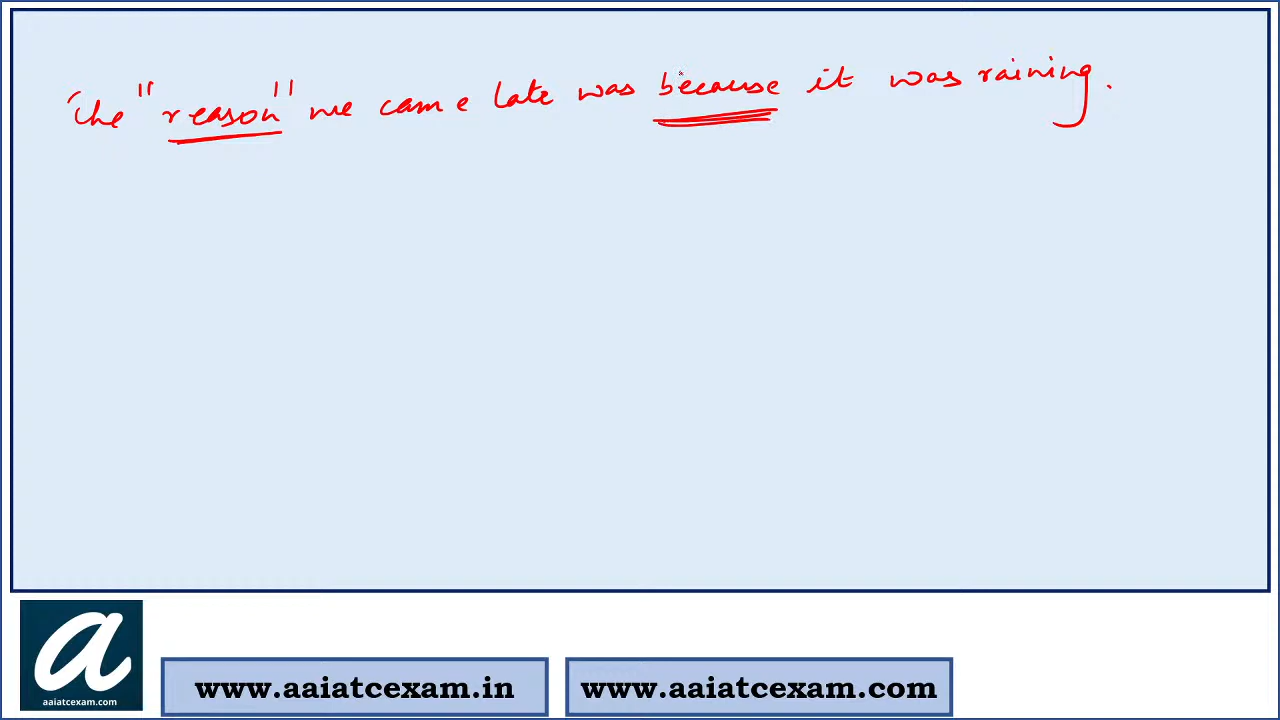 The "reason" we came late was because it was raining.
a
aaiatcexam.com
www.aaiatcexam.in
www.aaiatcexam.com